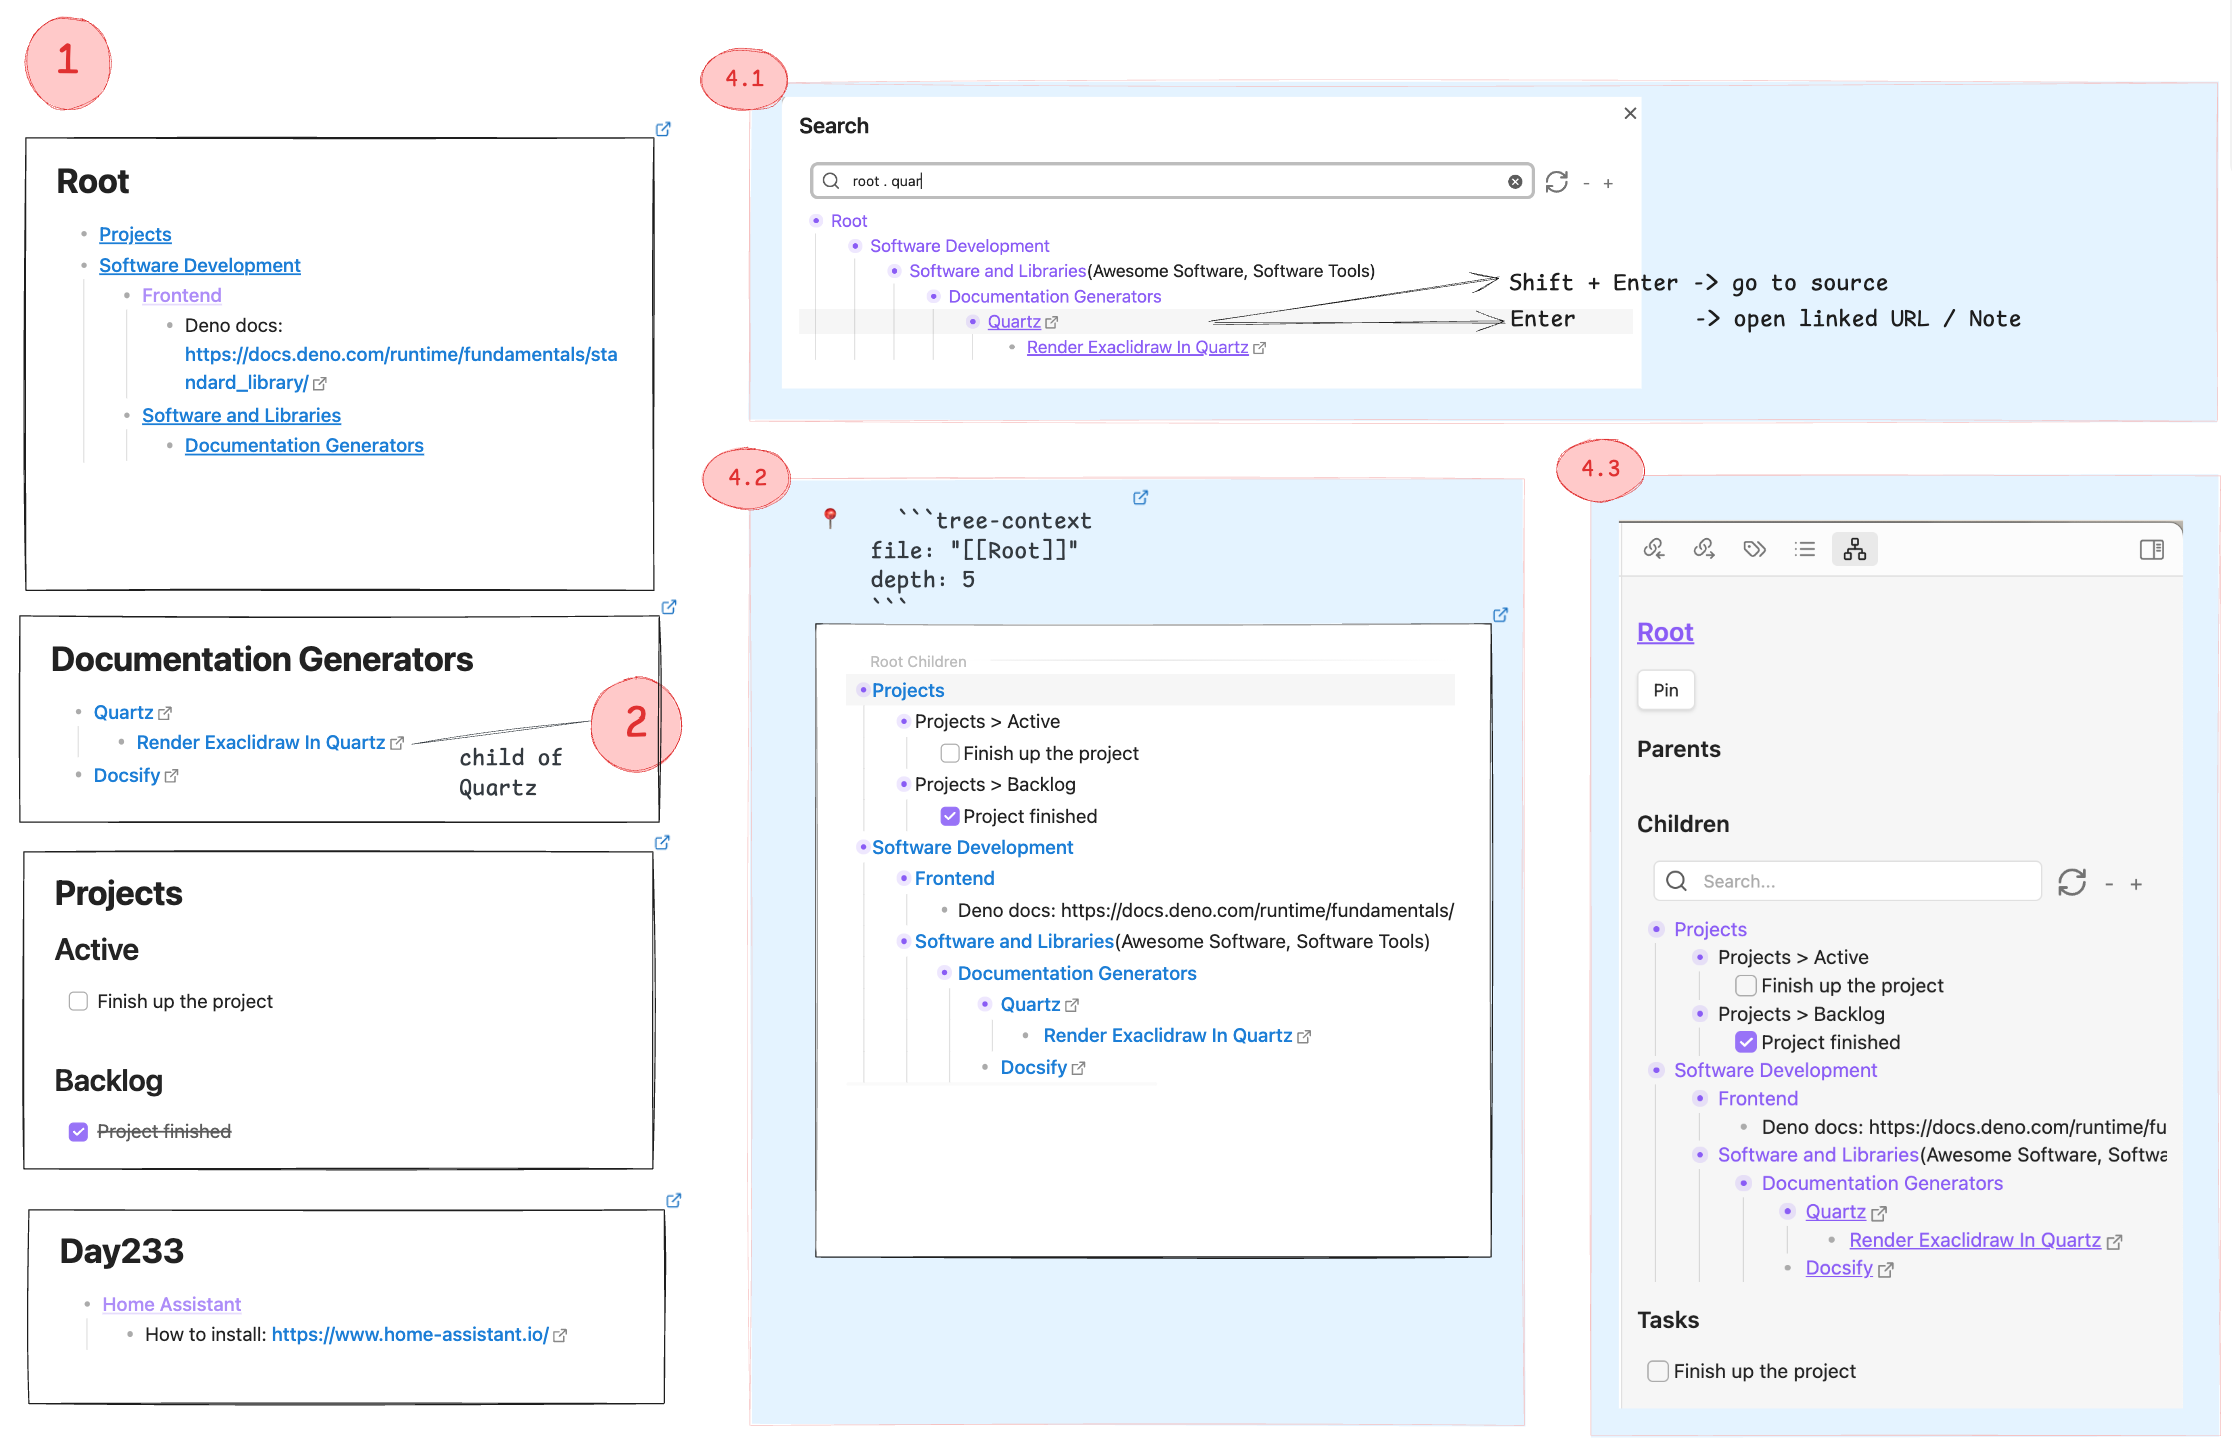 1
Root
Projects
Software Development
Frontend
Deno docs:
https://docs.deno.com/runtime/fundamentals/sta
ndard_library/
Software and Libraries
Documentation Generators
Documentation Generators
Quartz
Render Exaclidraw In Quartz
Docsify
2
child of
Quartz
Projects
Active
Finish up the project
Backlog
Project finished
Day233
Home Assistant
How to install: https://www.home-assistant.io/
4.1
Search
root . quar
- +
Root
Software Development
Software and Libraries(Awesome Software, Software Tools)
Documentation Generators
Quartz
Render Exaclidraw In Quartz
Shift + Enter -> go to source
Enter -> open linked URL / Note
4.2
```tree-context
file: "[[Root]]"
depth: 5
```
Root Children
Projects
Projects > Active
Finish up the project
Projects > Backlog
Project finished
Software Development
Frontend
Deno docs: https://docs.deno.com/runtime/fundamentals/
Software and Libraries(Awesome Software, Software Tools)
Documentation Generators
Quartz
Render Exaclidraw In Quartz
Docsify
4.3
Root
Pin
Parents
Children
Search...
- +
Projects
Projects > Active
Finish up the project
Projects > Backlog
Project finished
Software Development
Frontend
Deno docs: https://docs.deno.com/runtime/fu
Software and Libraries(Awesome Software, Softwa
Documentation Generators
Quartz
Render Exaclidraw In Quartz
Docsify
Tasks
Finish up the project